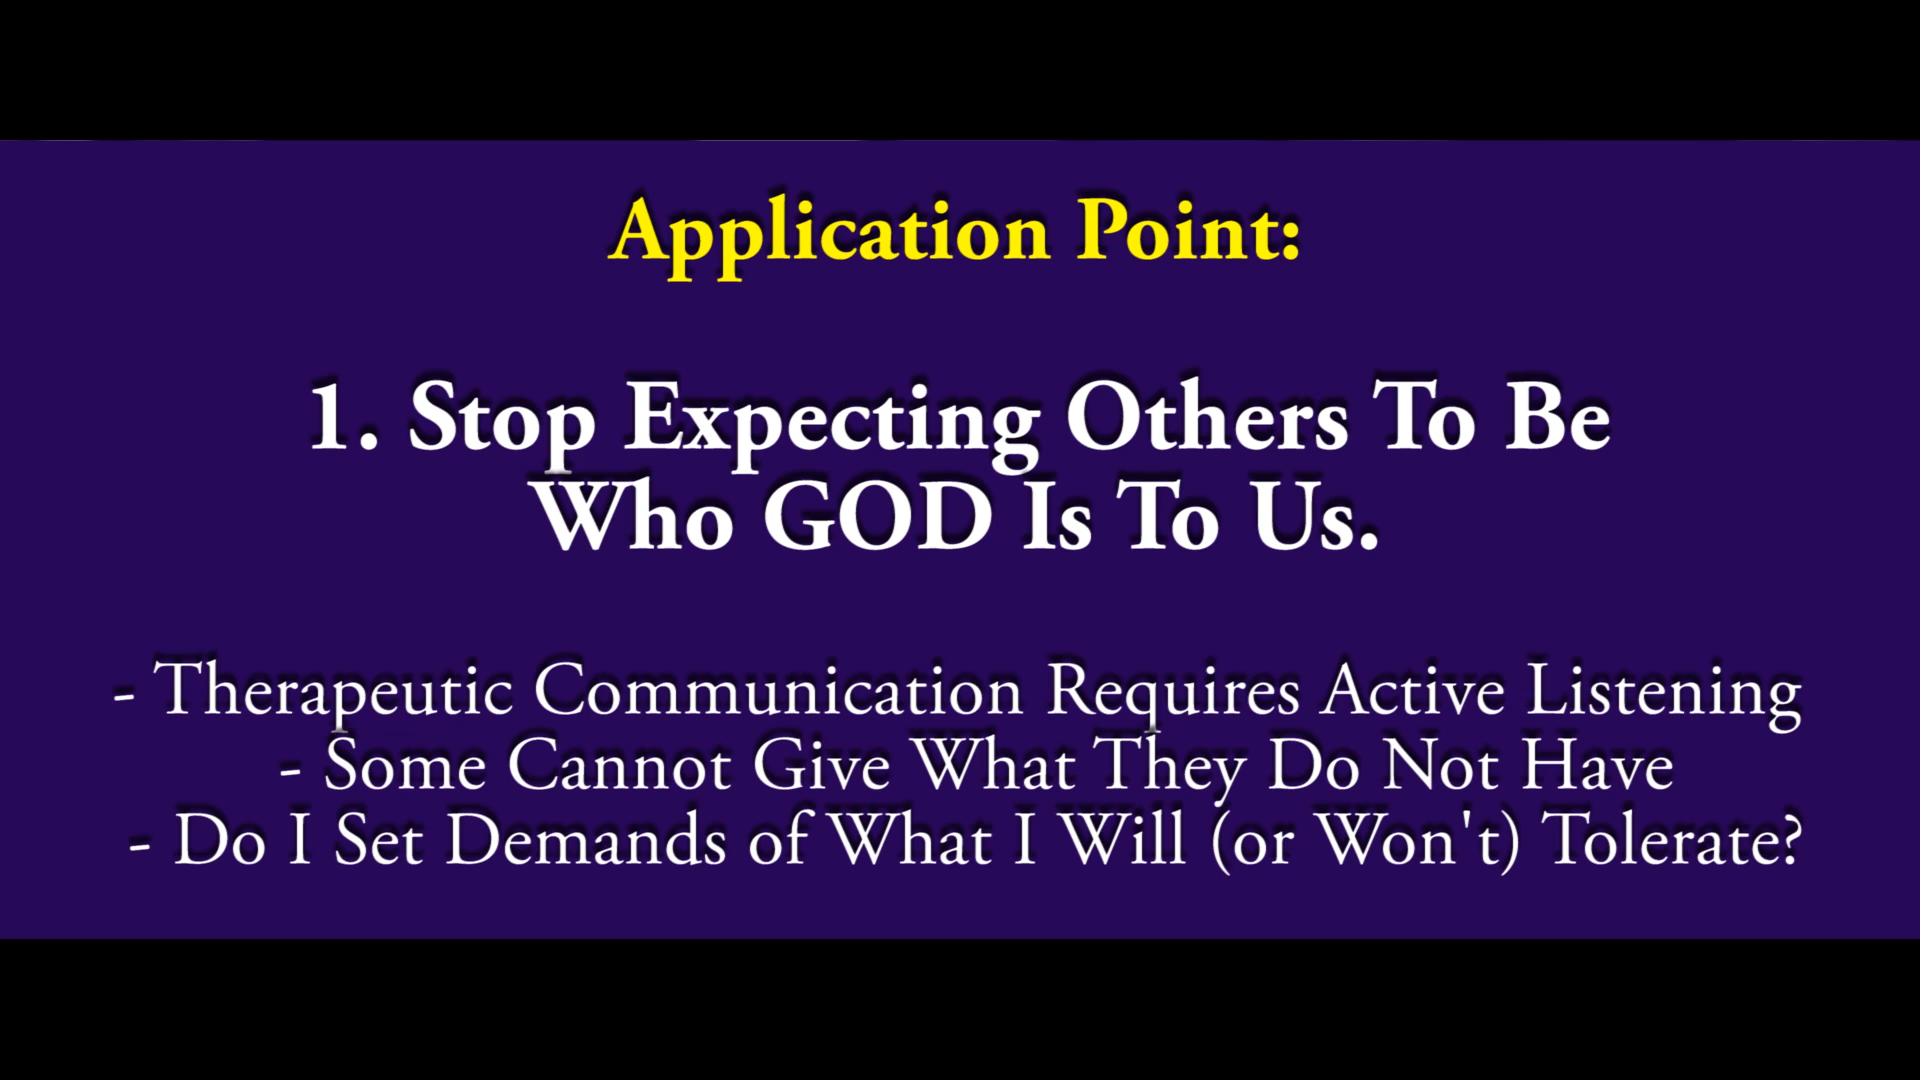 Application Point:
1. Stop Expecting Others To Be
Who GOD Is To Us.
- Therapeutic Communication Requires Active Listening
- Some Cannot Give What They Do Not Have
- Do I Set Demands of What I Will (or Won't) Tolerate?